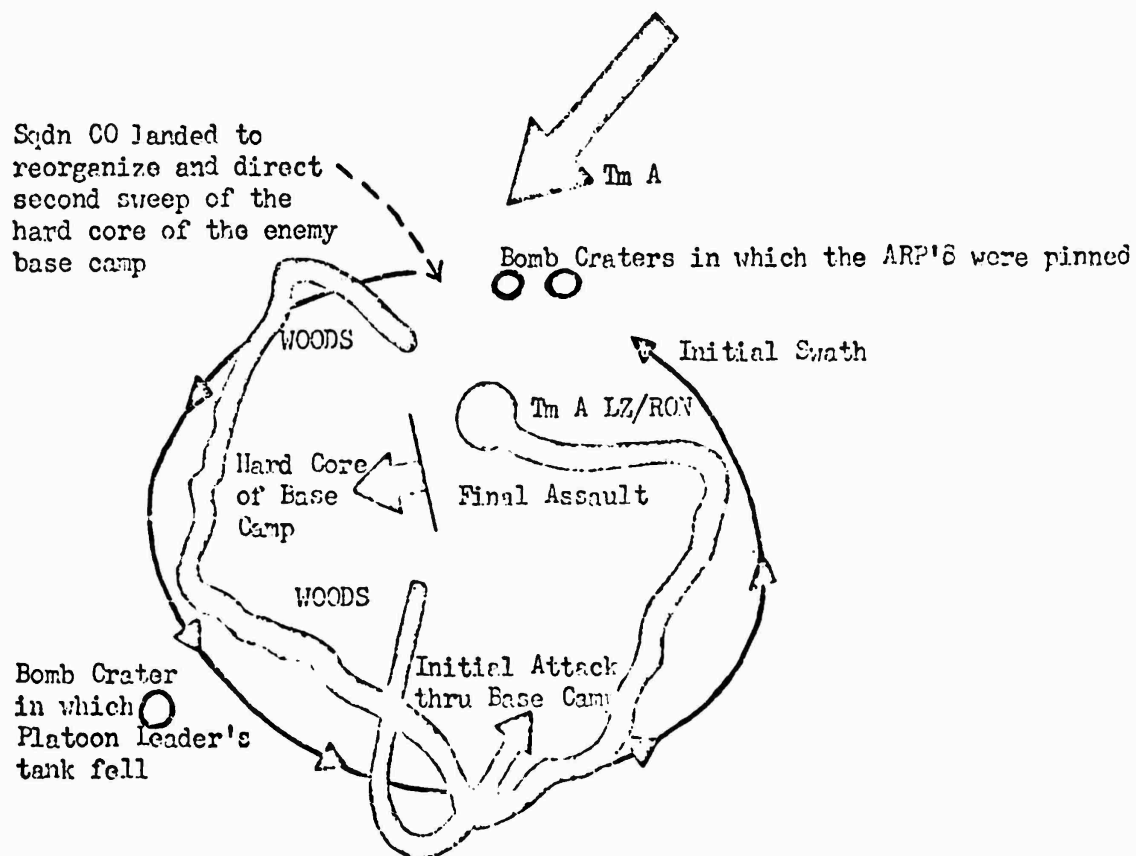 Sqdn CO landed to
reorganize and direct
second sweep of the
hard core of the enemy
base camp
Tm A
Bomb Craters in which the ARP'S were pinned
WOODS
Initial Swath
Tm A LZ/RON
Hard Core
of Base
Camp
Final Assault
WOODS
Initial Attack
thru Base Camp
Bomb Crater
in which
Platoon Leader's
tank fell